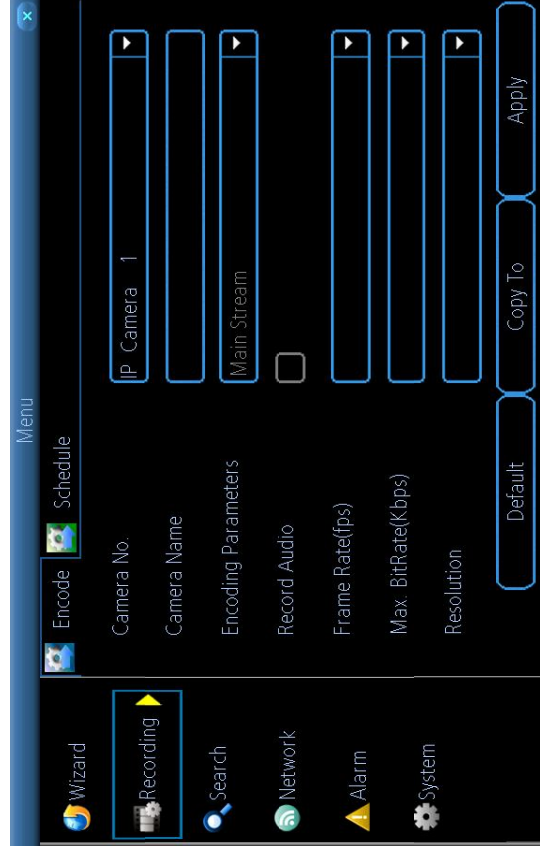 Menu
Wizard
Recording
Search
Network
Alarm
System
Encode
Schedule
Camera No.
IP Camera 1
Camera Name
Encoding Parameters
Main Stream
Record Audio
Frame Rate(fps)
Max. BitRate(Kbps)
Resolution
Default
Copy To
Apply